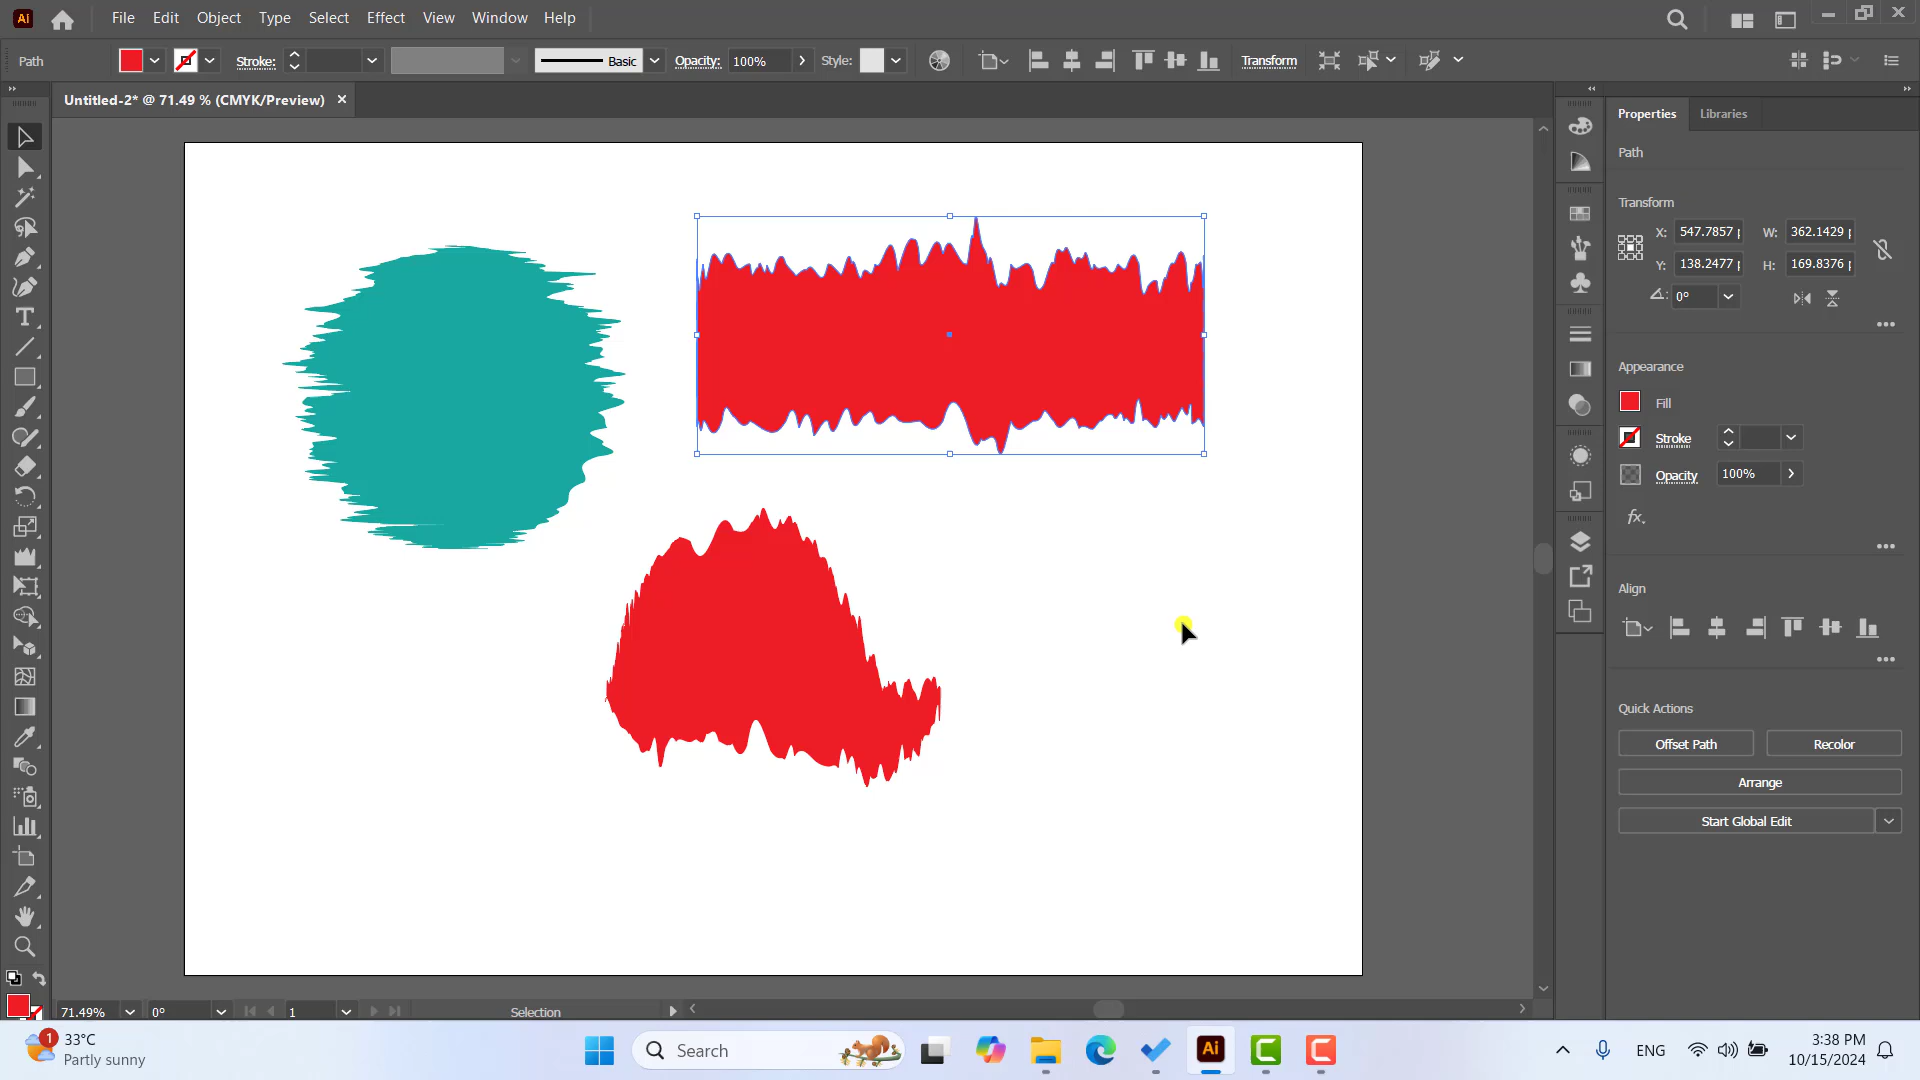 Ai File Edit Object Type Select Effect View Window Help
Path Stroke: Basic Opacity: 100% Style: Transform
Untitled-2* @ 71.49 % (CMYK/Preview)
Properties Libraries
Path
Transform
X: 547.7857 p W: 362.1429 p
Y: 138.2477 p H: 169.8376 p
0°
Appearance
Fill
Stroke
Opacity 100%
fx.
Align
Quick Actions
Offset Path Recolor
Arrange
Start Global Edit
71.49% 0° 1 Selection
1 33°C
Partly sunny
Search
Ai
ENG
3:38 PM
10/15/2024